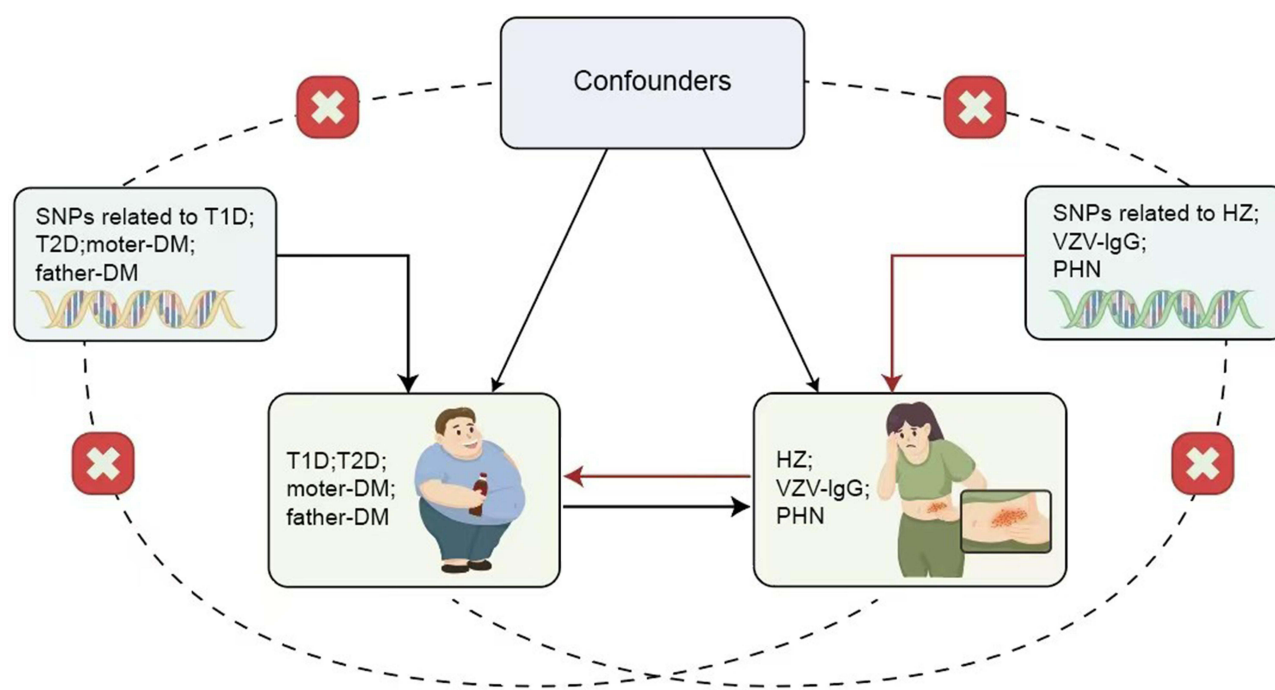 Confounders
SNPs related to T1D;
T2D;moter-DM;
father-DM
SNPs related to HZ;
VZV-IgG;
PHN
T1D;T2D;
moter-DM;
father-DM
HZ;
VZV-IgG;
PHN